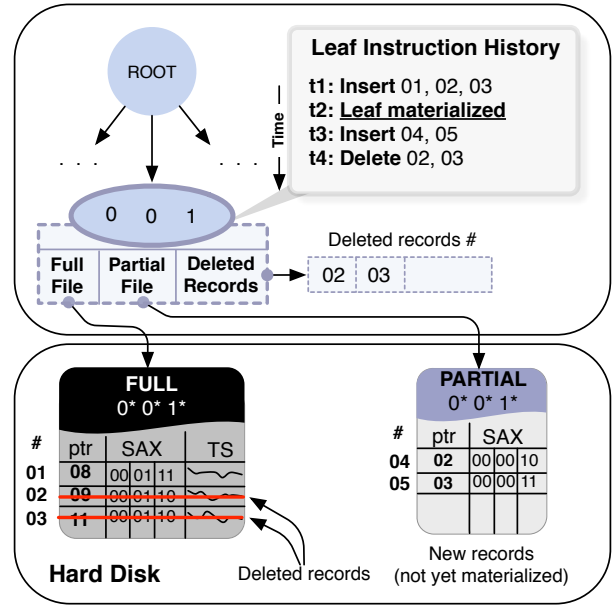 ROOT
. . .
. . .
Time
Leaf Instruction History
t1: Insert 01, 02, 03
t2: Leaf materialized
t3: Insert 04, 05
t4: Delete 02, 03
0 0 1
Full File
Partial File
Deleted Records
Deleted records #
02 03
FULL
0* 0* 1*
# ptr SAX TS
01 08 00 01 11
02 09 00 01 10
03 11 00 01 10
PARTIAL
0* 0* 1*
# ptr SAX
04 02 00 00 10
05 03 00 00 11
Hard Disk
Deleted records
New records
(not yet materialized)